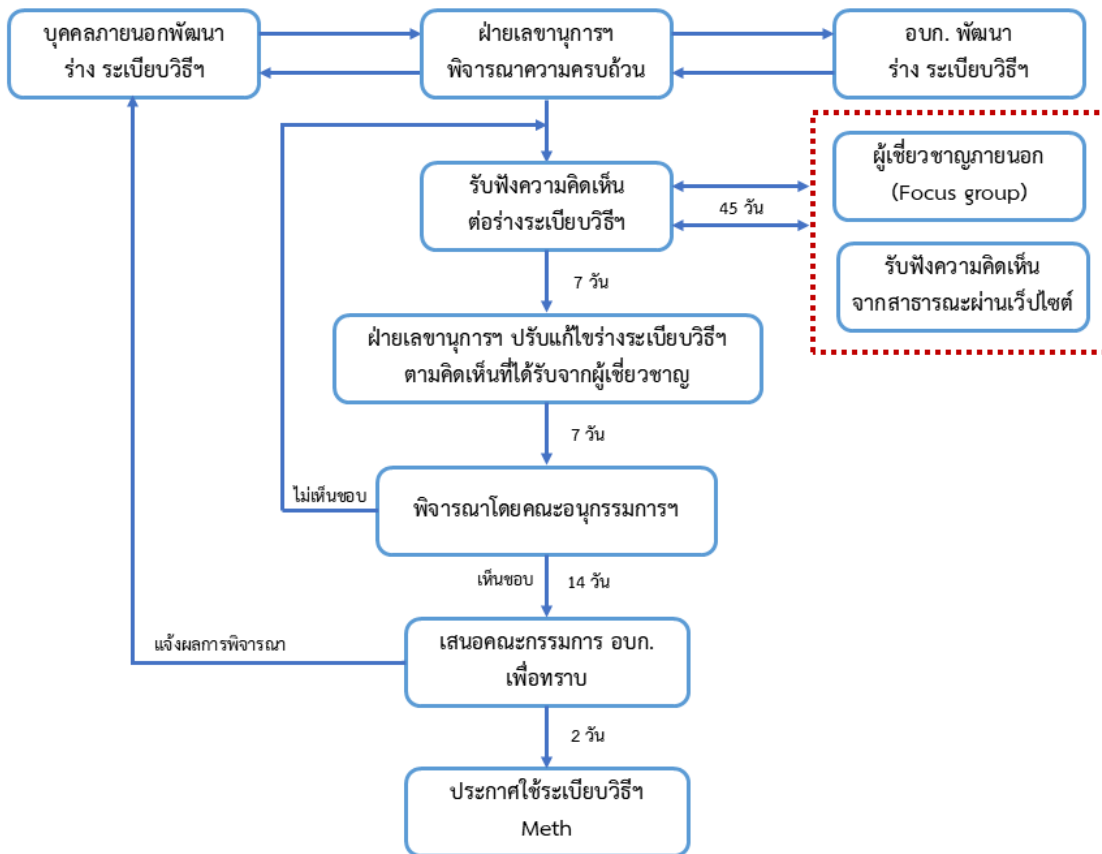 บุคคลภายนอกพัฒนา
ร่าง ระเบียบวิธีฯ
ฝ่ายเลขานุการฯ
พิจารณาความครบถ้วน
อบก. พัฒนา
ร่าง ระเบียบวิธีฯ
ผู้เชี่ยวชาญภายนอก
(Focus group)
รับฟังความคิดเห็น
ต่อร่างระเบียบวิธีฯ
45 วัน
รับฟังความคิดเห็น
จากสาธารณะผ่านเว็ปไซต์
7 วัน
ฝ่ายเลขานุการฯ ปรับแก้ไขร่างระเบียบวิธีฯ
ตามคิดเห็นที่ได้รับจากผู้เชี่ยวชาญ
7 วัน
ไม่เห็นชอบ
พิจารณาโดยคณะอนุกรรมการฯ
เห็นชอบ
14 วัน
แจ้งผลการพิจารณา
เสนอคณะกรรมการ อบก.
เพื่อทราบ
2 วัน
ประกาศใช้ระเบียบวิธีฯ
Meth